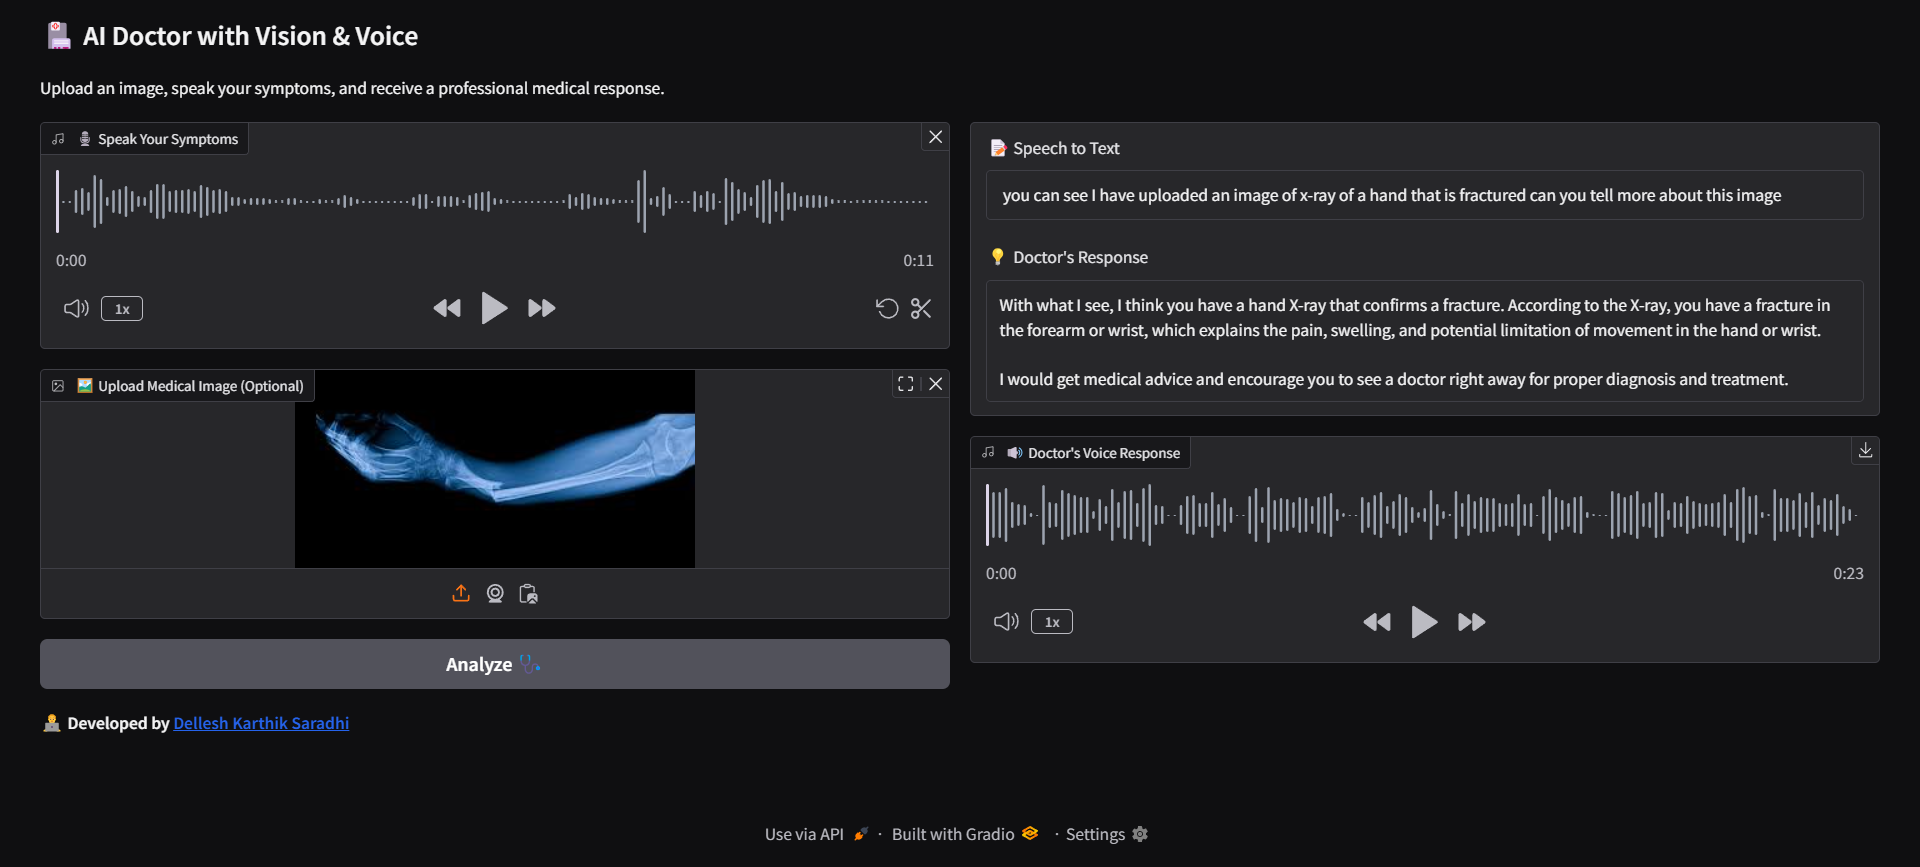 AI Doctor with Vision & Voice
Upload an image, speak your symptoms, and receive a professional medical response.
Speak Your Symptoms
0:00
0:11
1x
Upload Medical Image (Optional)
Analyze
Developed by Dellesh Karthik Saradhi
Speech to Text
you can see I have uploaded an image of x-ray of a hand that is fractured can you tell more about this image
Doctor's Response
With what I see, I think you have a hand X-ray that confirms a fracture. According to the X-ray, you have a fracture in
the forearm or wrist, which explains the pain, swelling, and potential limitation of movement in the hand or wrist.
I would get medical advice and encourage you to see a doctor right away for proper diagnosis and treatment.
Doctor's Voice Response
0:00
0:23
1x
Use via API · Built with Gradio · Settings